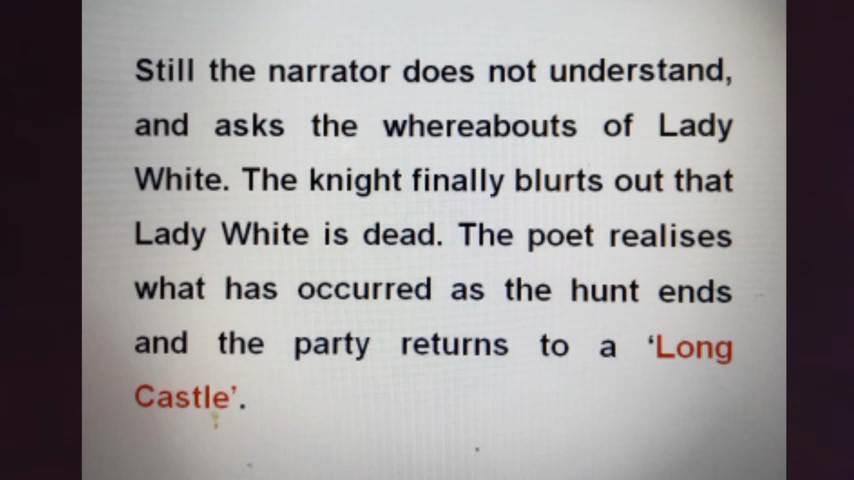 Still the narrator does not understand,
and asks the whereabouts of Lady
White. The knight finally blurts out that
Lady White is dead. The poet realises
what has occurred as the hunt ends
and the party returns to a ‘Long
Castle’.